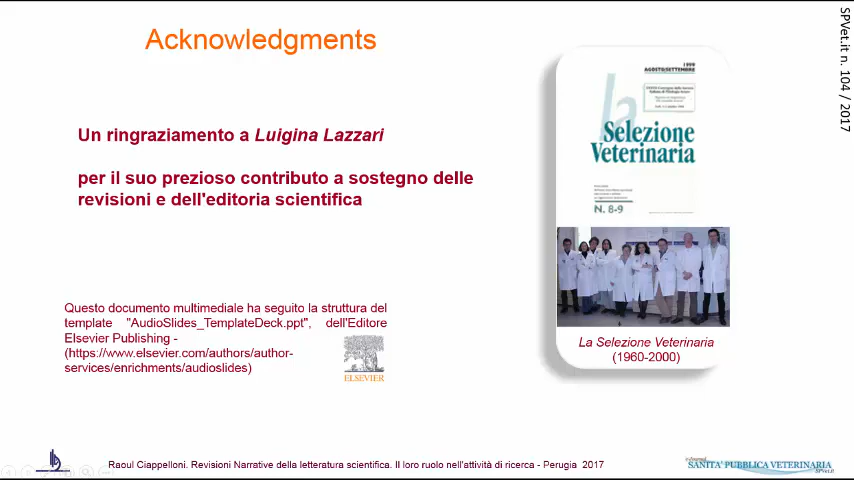 Acknowledgments
SPVet.it n. 104 / 2017
Un ringraziamento a Luigina Lazzari
per il suo prezioso contributo a sostegno delle
revisioni e dell'editoria scientifica
1999
AGOSTO/SETTEMBRE
la
Selezione
Veterinaria
N. 8-9
La Selezione Veterinaria
(1960-2000)
Questo documento multimediale ha seguito la struttura del
template "AudioSlides_TemplateDeck.ppt", dell'Editore
Elsevier Publishing -
(https://www.elsevier.com/authors/author-
services/enrichments/audioslides)
ELSEVIER
Raoul Ciappelloni. Revisioni Narrative della letteratura scientifica. Il loro ruolo nell'attività di ricerca - Perugia 2017
SANITA' PUBBLICA VETERINARIA
SPVet.it